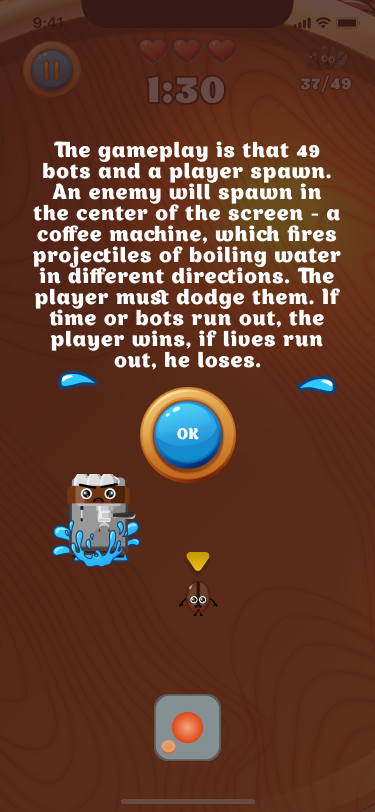 9:41
1:30
37/49
The gameplay is that 49
bots and a player spawn.
An enemy will spawn in
the center of the screen - a
coffee machine, which fires
projectiles of boiling water
in different directions. The
player must dodge them. If
time or bots run out, the
player wins, if lives run
out, he loses.
OK